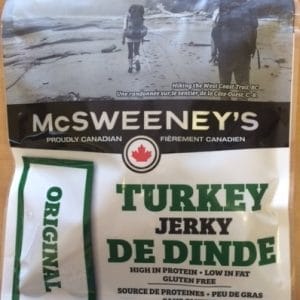 Hiking the West Coast Trail, BC
Une randonnée sur le sentier de la Côte-Ouest, C.-B.
McSWEENEY'S
PROUDLY CANADIAN FIÈREMENT CANADIEN
ORIGINAL
TURKEY
JERKY
DE DINDE
HIGH IN PROTEIN • LOW IN FAT
GLUTEN FREE
SOURCE DE PROTEINES • PEU DE GRAS